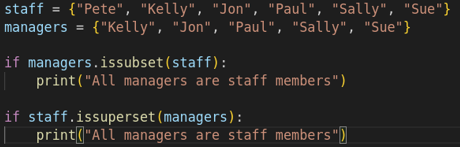 staff = {"Pete", "Kelly", "Jon", "Paul", "Sally", "Sue"}
managers = {"Kelly", "Jon", "Paul", "Sally", "Sue"}

if managers.issubset(staff):
    print("All managers are staff members")

if staff.issuperset(managers):
    print("All managers are staff members")